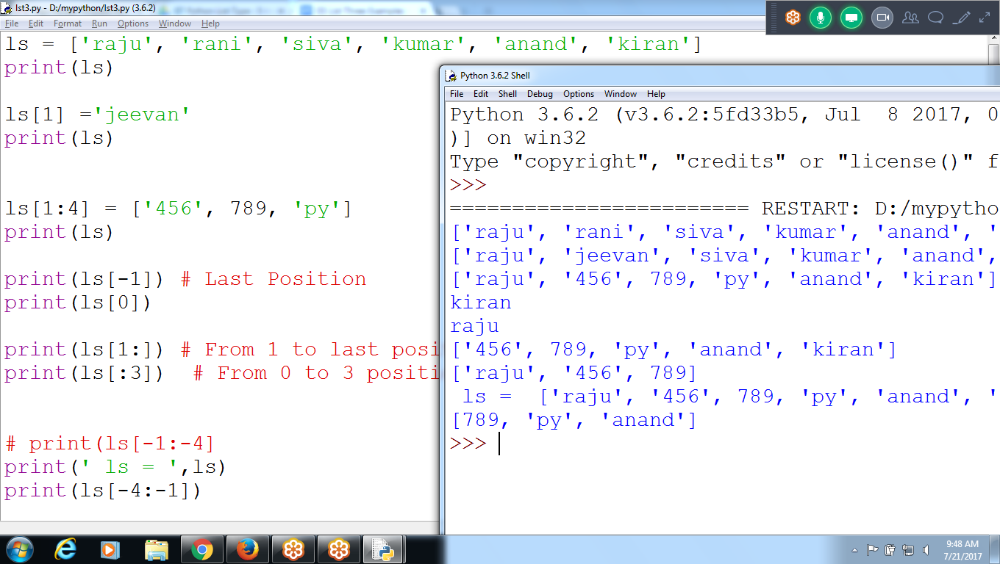 lst3.py - D:/mypython/lst3.py (3.6.2)
File Edit Format Run Options Window Help
ls = ['raju', 'rani', 'siva', 'kumar', 'anand', 'kiran']
print(ls)
ls[1] ='jeevan'
print(ls)
ls[1:4] = ['456', 789, 'py']
print(ls)
print(ls[-1]) # Last Position
print(ls[0])
print(ls[1:]) # From 1 to last posi
print(ls[:3])  # From 0 to 3 positi
# print(ls[-1:-4]
print(' ls = ',ls)
print(ls[-4:-1])
Python 3.6.2 Shell
File Edit Shell Debug Options Window Help
Python 3.6.2 (v3.6.2:5fd33b5, Jul  8 2017, 0
)] on win32
Type "copyright", "credits" or "license()" f
>>>
======================== RESTART: D:/mypytho
['raju', 'rani', 'siva', 'kumar', 'anand', '
['raju', 'jeevan', 'siva', 'kumar', 'anand',
['raju', '456', 789, 'py', 'anand', 'kiran']
kiran
raju
['456', 789, 'py', 'anand', 'kiran']
['raju', '456', 789]
 ls =  ['raju', '456', 789, 'py', 'anand', '
[789, 'py', 'anand']
>>>
9:48 AM
7/21/2017